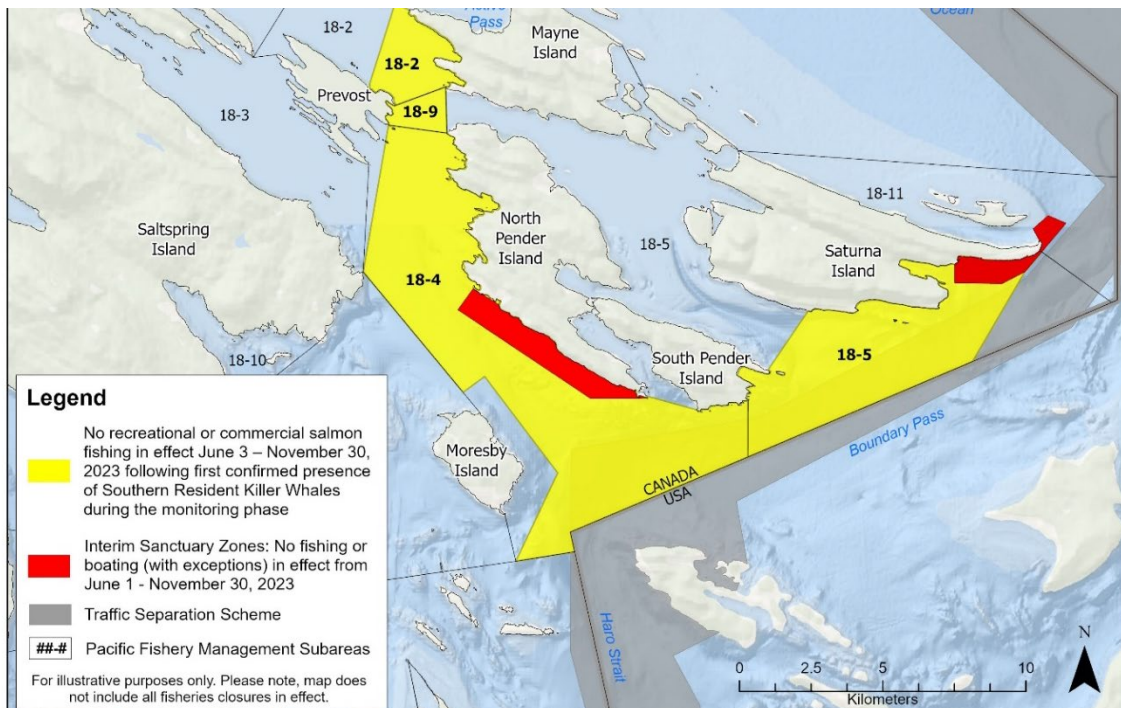 Active
Pass
Ocean
18-2
Mayne
Island
18-2
Prevost
18-9
18-3
18-11
North
Pender
Island
Saltspring
Island
18-5
Saturna
Island
18-4
18-10
South Pender
Island
18-5
Moresby
Island
Boundary Pass
CANADA
USA
Haro Strait
Legend
No recreational or commercial salmon
fishing in effect June 3 – November 30,
2023 following first confirmed presence
of Southern Resident Killer Whales
during the monitoring phase
Interim Sanctuary Zones: No fishing or
boating (with exceptions) in effect from
June 1 - November 30, 2023
Traffic Separation Scheme
##-# Pacific Fishery Management Subareas
For illustrative purposes only. Please note, map does
not include all fisheries closures in effect.
N
0 2.5 5 10
Kilometers